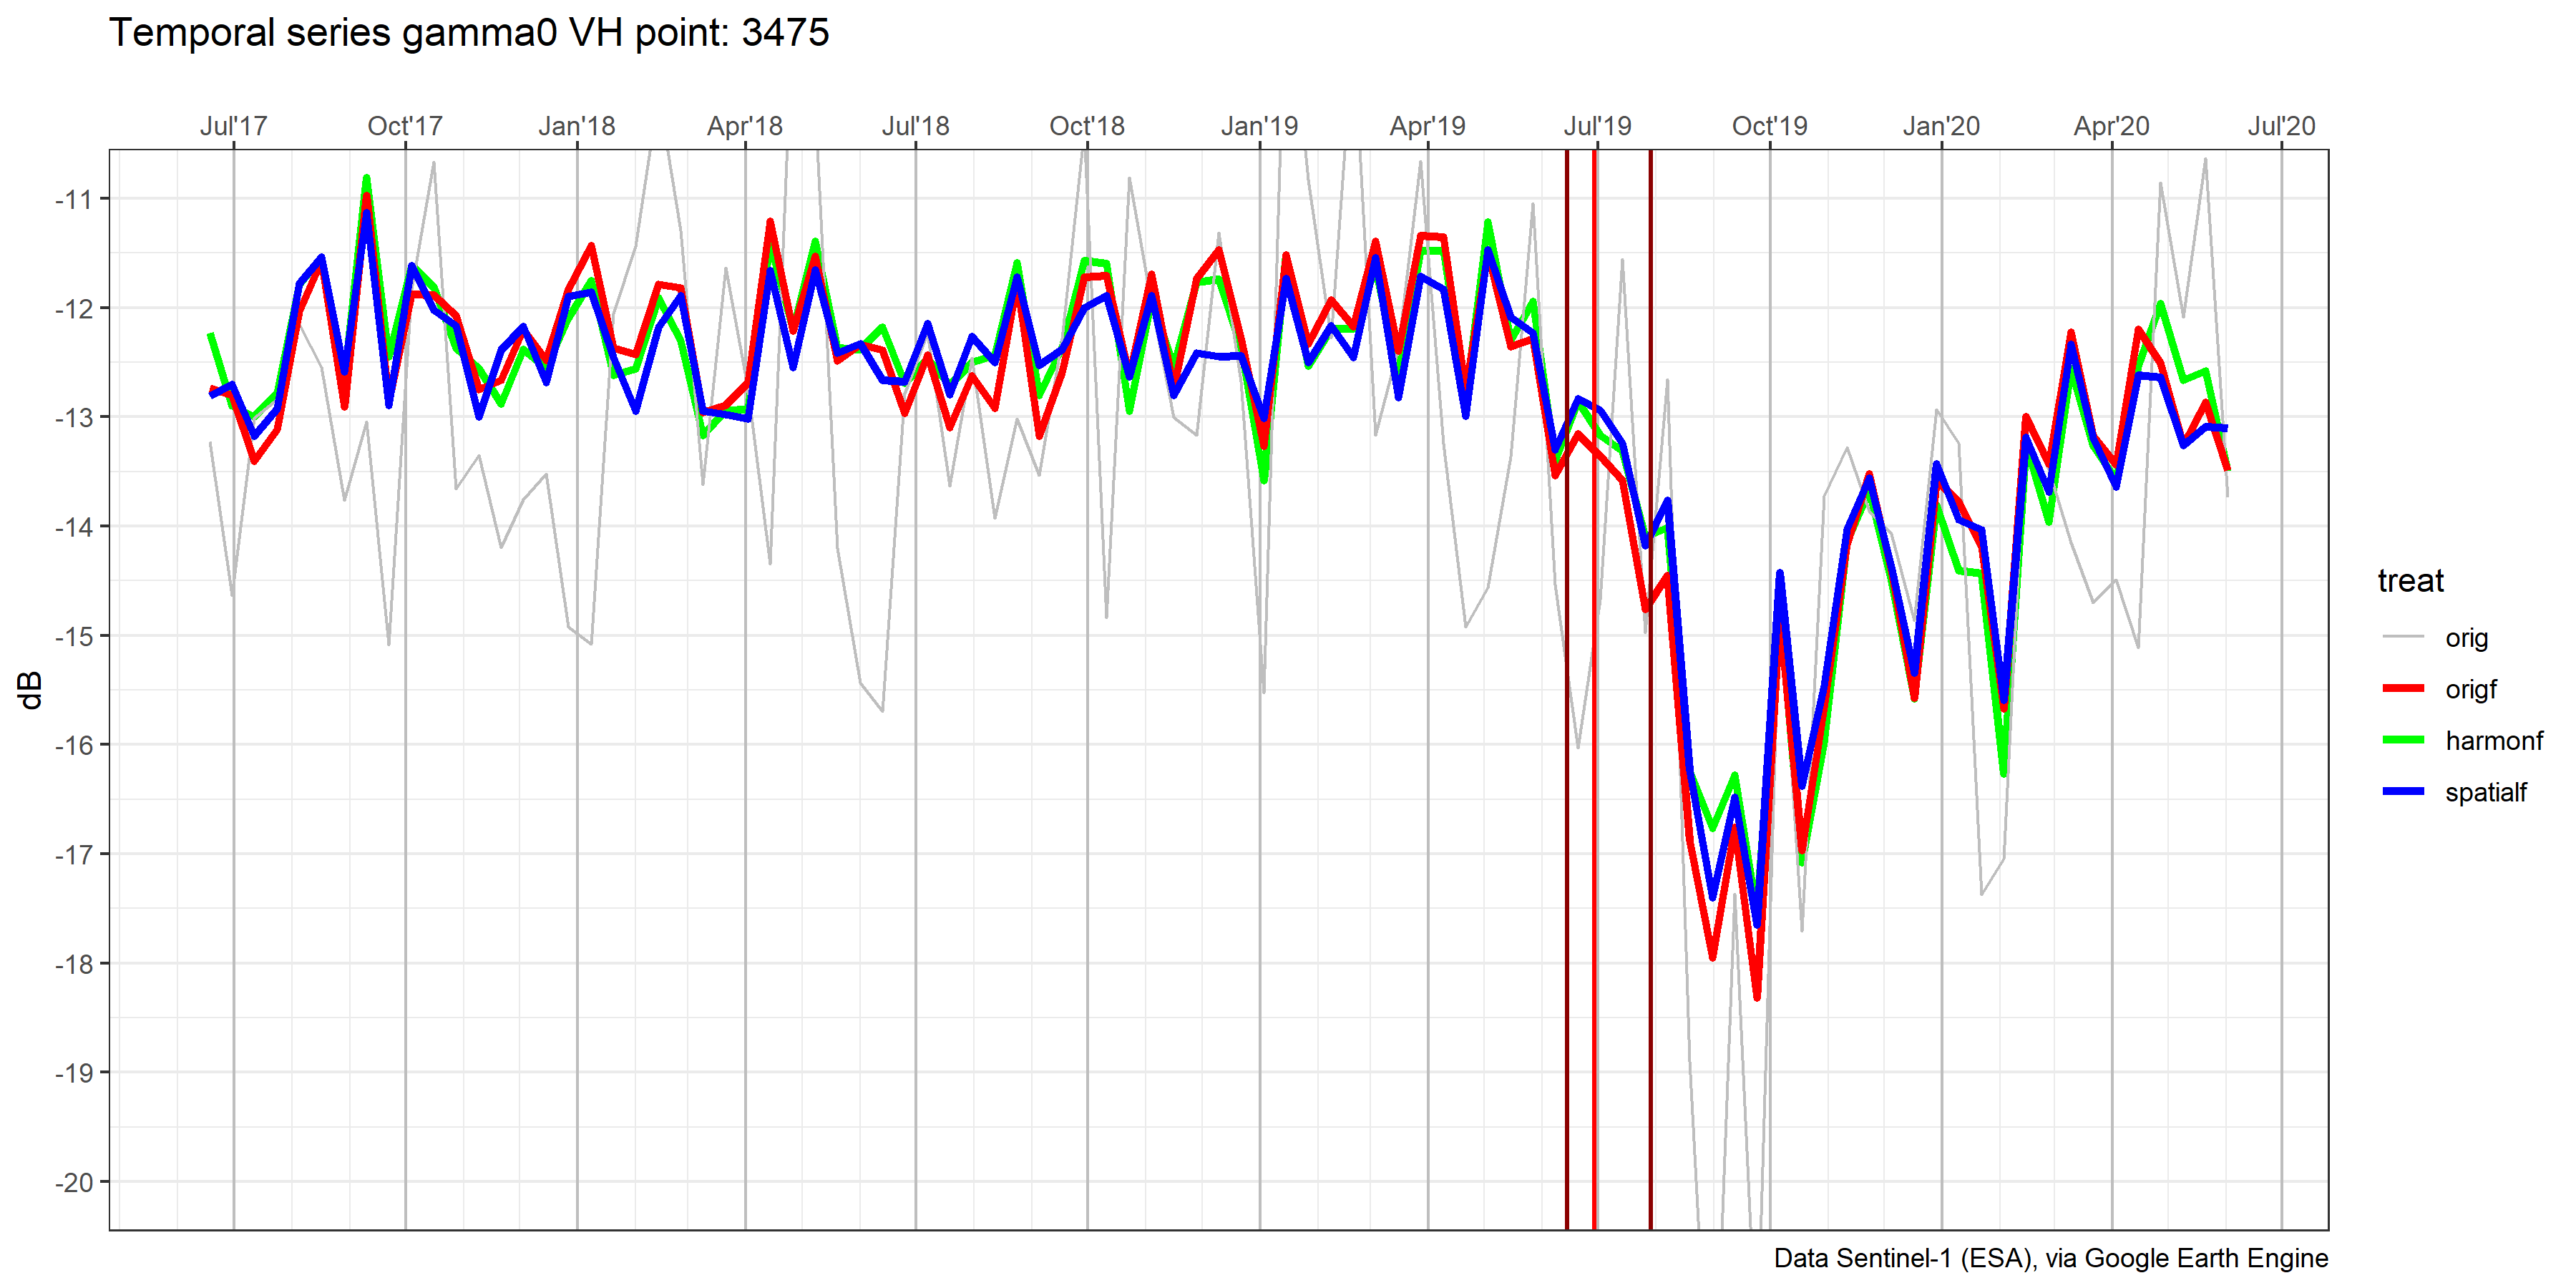 Temporal series gamma0 VH point: 3475
Jul'17 Oct'17 Jan'18 Apr'18 Jul'18 Oct'18 Jan'19 Apr'19 Jul'19 Oct'19 Jan'20 Apr'20 Jul'20
-11
-12
-13
-14
-15
-16
-17
-18
-19
-20
dB
treat
orig
origf
harmonf
spatialf
Data Sentinel-1 (ESA), via Google Earth Engine